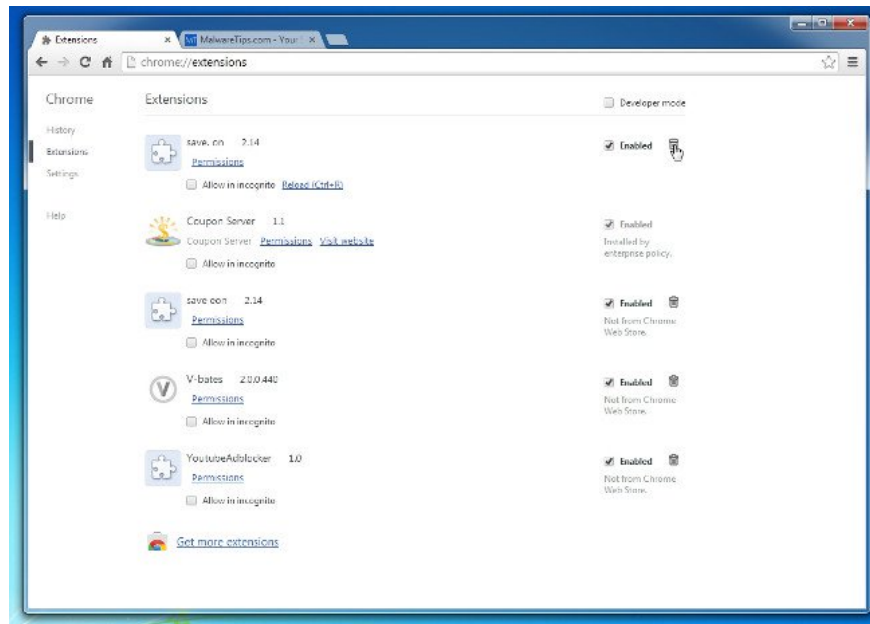 Extensions
MalwareTips.com - Your
chrome://extensions
Chrome
Extensions
Developer mode
History
Extensions
Settings
Help
save. on 2.14
Enabled
Permissions
Allow in incognito Reload (Ctrl+R)
Coupon Server 1.1
Enabled
Coupon Server Permissions Visit website
Installed by
enterprise policy.
Allow in incognito
save oon 2.14
Enabled
Permissions
Not from Chrome
Web Store.
Allow in incognito
V-bates 2.0.0.440
Enabled
Permissions
Not from Chrome
Web Store.
Allow in incognito
YoutubeAdblocker 1.0
Enabled
Permissions
Not from Chrome
Web Store.
Allow in incognito
Get more extensions